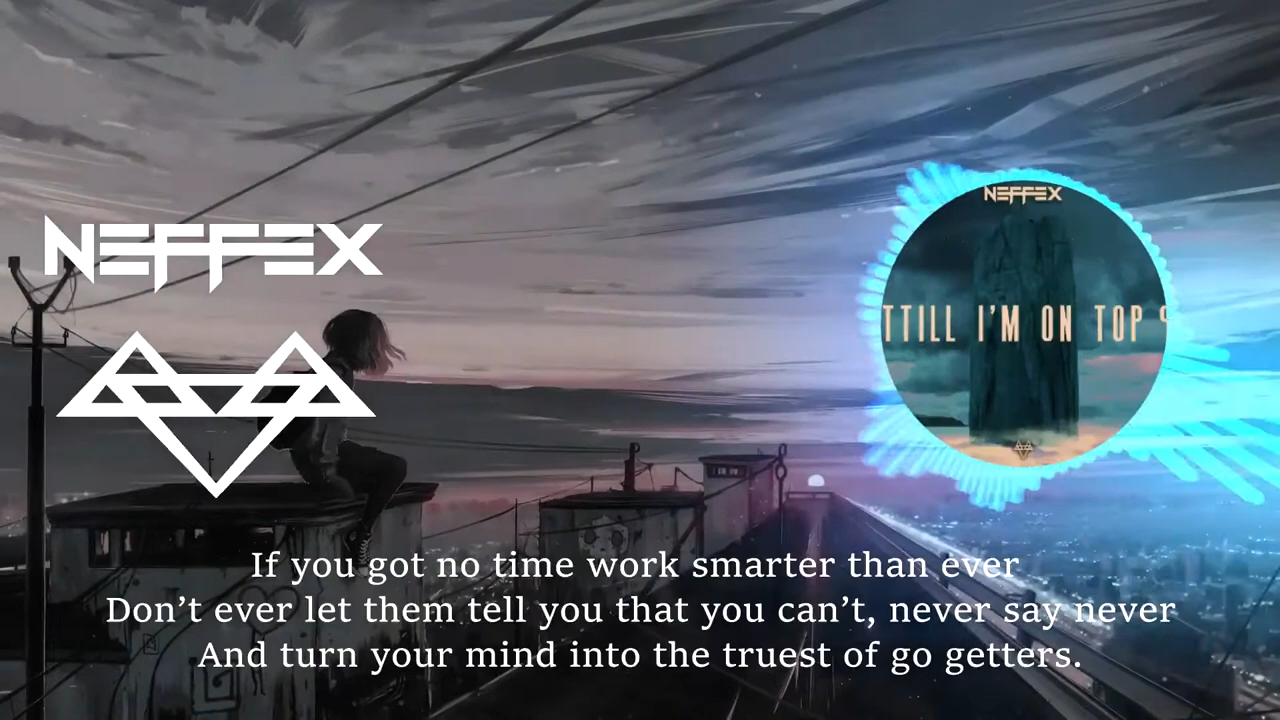 NEFFEX
NEFFEX
TTILL I'M ON TOP
If you got no time work smarter than ever
Don’t ever let them tell you that you can’t, never say never
And turn your mind into the truest of go getters.